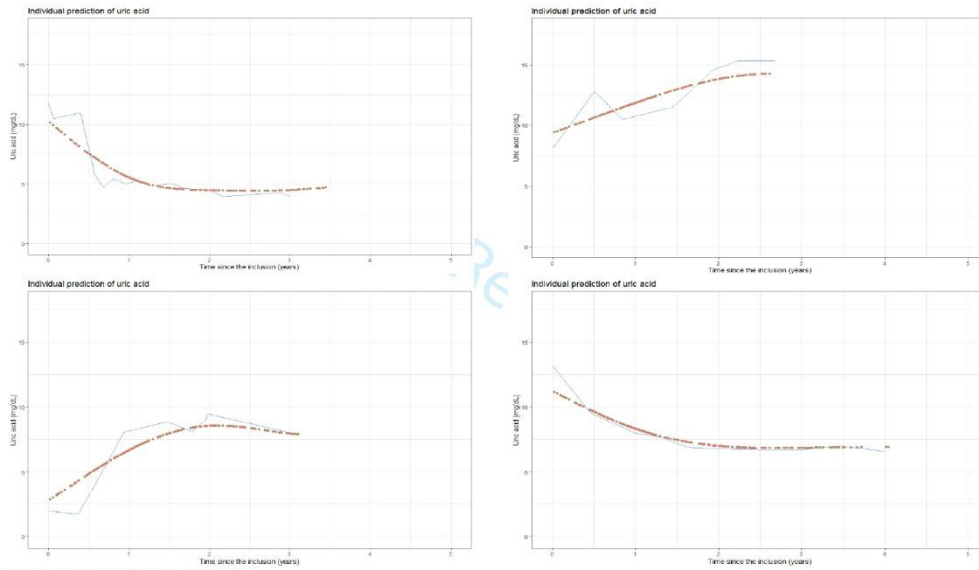 Individual prediction of uric acid
Uric acid (mg/dL)
15
10
5
0
0 1 2 3 4 5
Time since the inclusion (years)
Individual prediction of uric acid
Uric acid (mg/dL)
15
10
5
0
0 1 2 3 4 5
Time since the inclusion (years)
Re
Individual prediction of uric acid
Uric acid (mg/dL)
15
10
5
0
0 1 2 3 4 5
Time since the inclusion (years)
Individual prediction of uric acid
Uric acid (mg/dL)
15
10
5
0
0 1 2 3 4 5
Time since the inclusion (years)